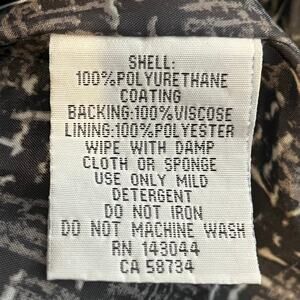 SHELL:
100%POLYURETHANE
COATING
BACKING:100%VISCOSE
LINING:100%POLYESTER
WIPE WITH DAMP
CLOTH OR SPONGE
USE ONLY MILD
DETERGENT
DO NOT IRON
DO NOT MACHINE WASH
RN 143044
CA 58734